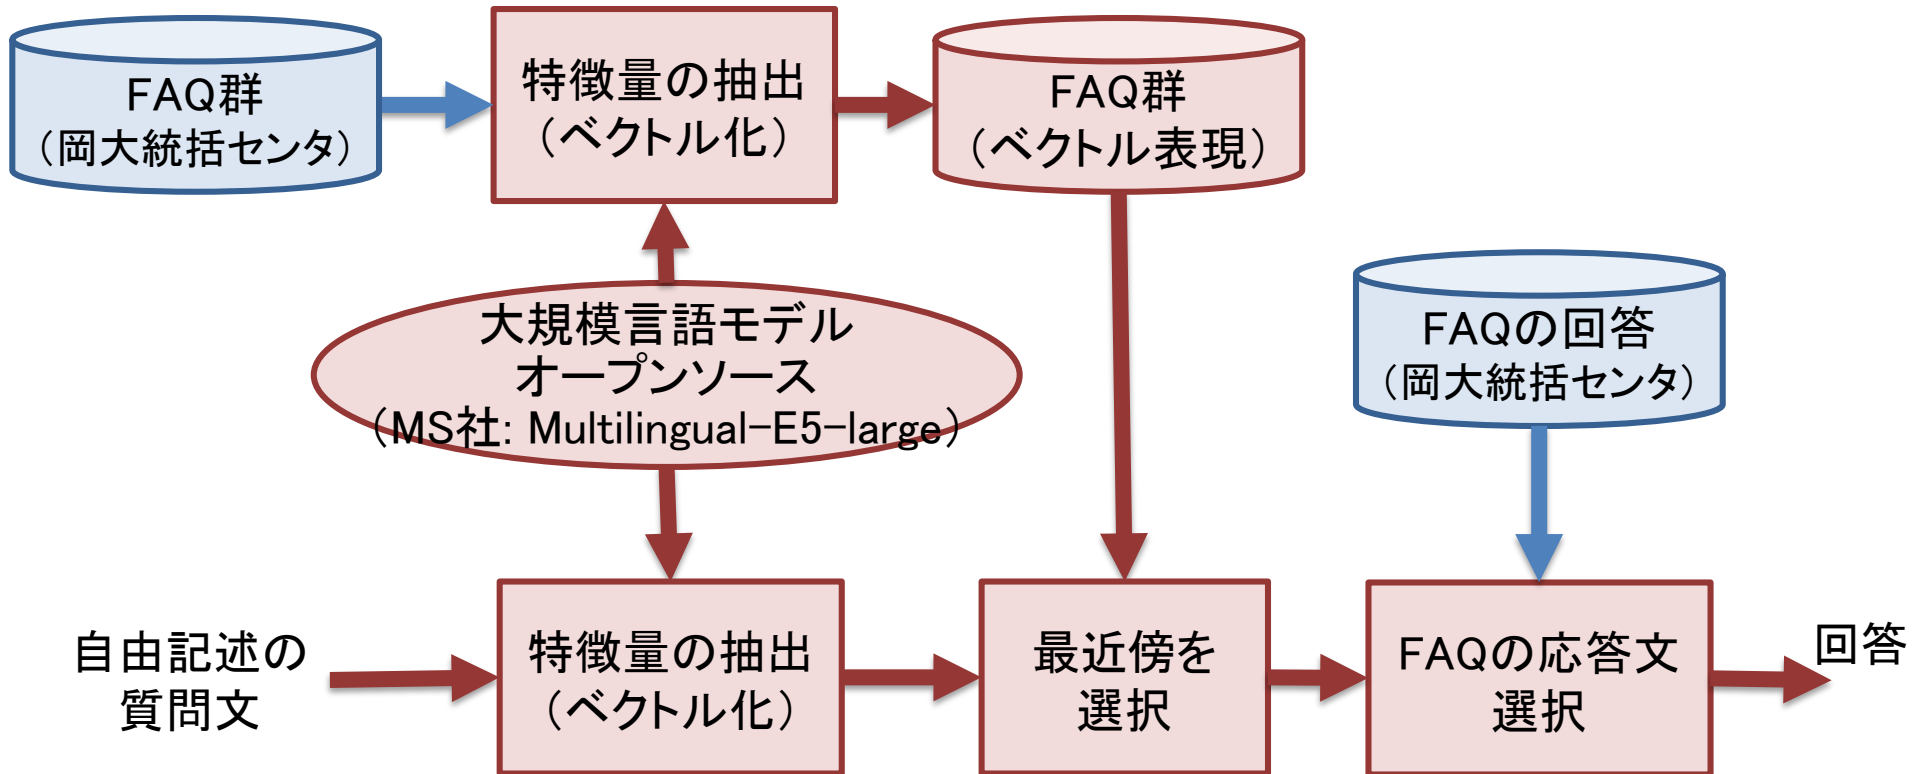 FAQ群
（岡大統括センタ）
特徴量の抽出
（ベクトル化）
FAQ群
（ベクトル表現）
大規模言語モデル
オープンソース
（MS社: Multilingual-E5-large）
FAQの回答
（岡大統括センタ）
自由記述の
質問文
特徴量の抽出
（ベクトル化）
最近傍を
選択
FAQの応答文
選択
回答